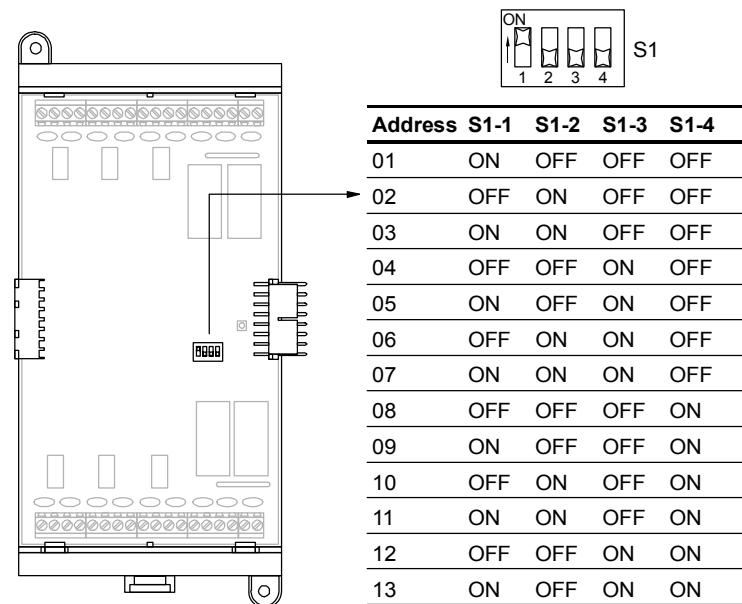 ON
S1
1 2 3 4
Address S1-1 S1-2 S1-3 S1-4
01 ON OFF OFF OFF
02 OFF ON OFF OFF
03 ON ON OFF OFF
04 OFF OFF ON OFF
05 ON OFF ON OFF
06 OFF ON ON OFF
07 ON ON ON OFF
08 OFF OFF OFF ON
09 ON OFF OFF ON
10 OFF ON OFF ON
11 ON ON OFF ON
12 OFF OFF ON ON
13 ON OFF ON ON